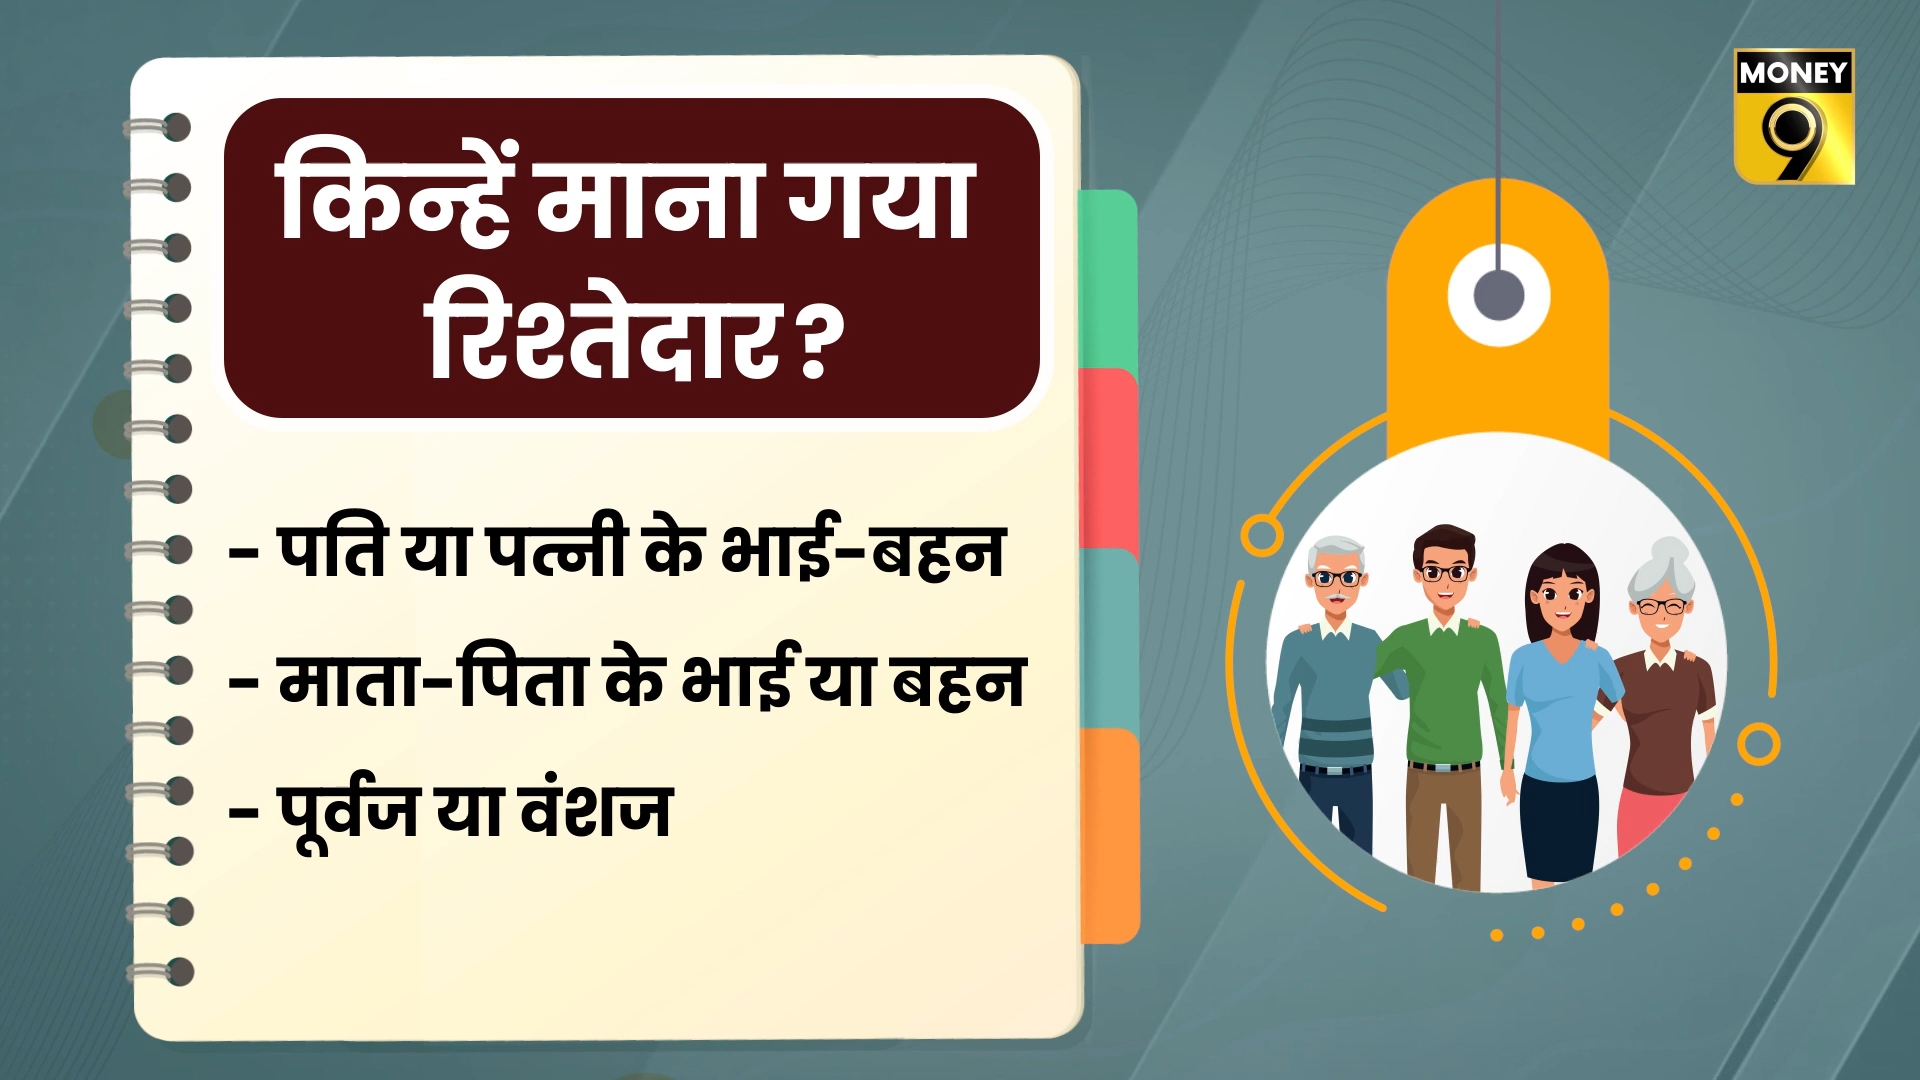 किन्हें माना गया
रिश्तेदार?
- पति या पत्नी के भाई-बहन
- माता-पिता के भाई या बहन
- पूर्वज या वंशज
MONEY
9